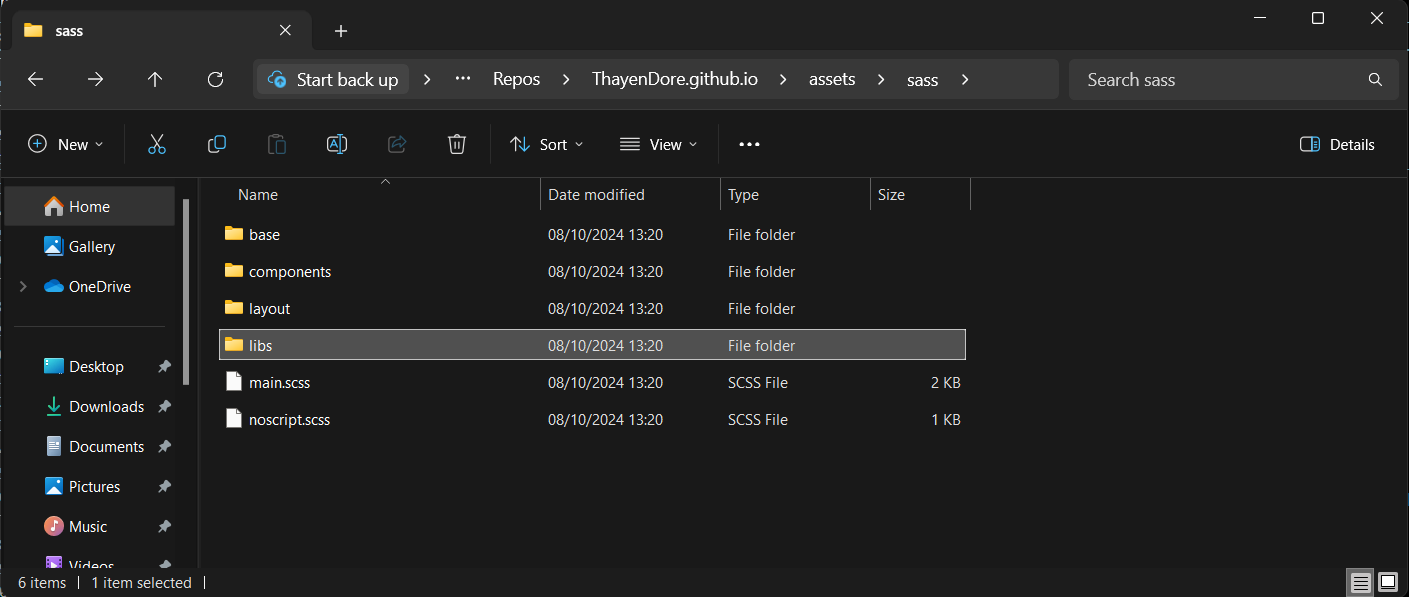 sass
Start back up > ... Repos > ThayenDore.github.io > assets > sass > Search sass
New Sort View ... Details
Name Date modified Type Size
Home
Gallery
OneDrive
Desktop
Downloads
Documents
Pictures
Music
Videos
base 08/10/2024 13:20 File folder
components 08/10/2024 13:20 File folder
layout 08/10/2024 13:20 File folder
libs 08/10/2024 13:20 File folder
main.scss 08/10/2024 13:20 SCSS File 2 KB
noscript.scss 08/10/2024 13:20 SCSS File 1 KB
6 items | 1 item selected |